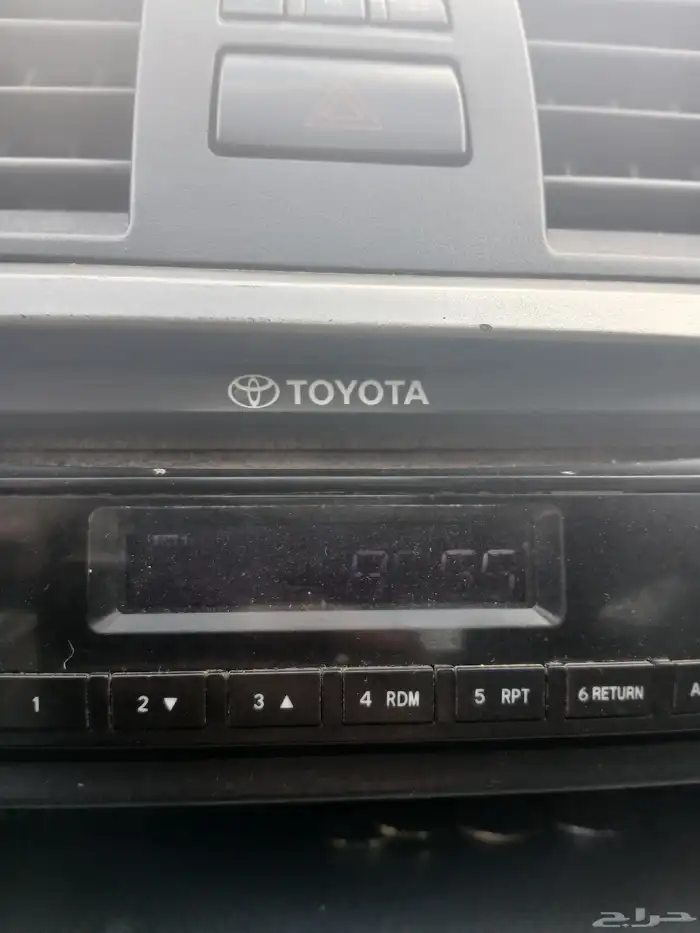 TOYOTA
1
2 ▼
3 ▲
4 RDM
5 RPT
6 RETURN
A
حراج